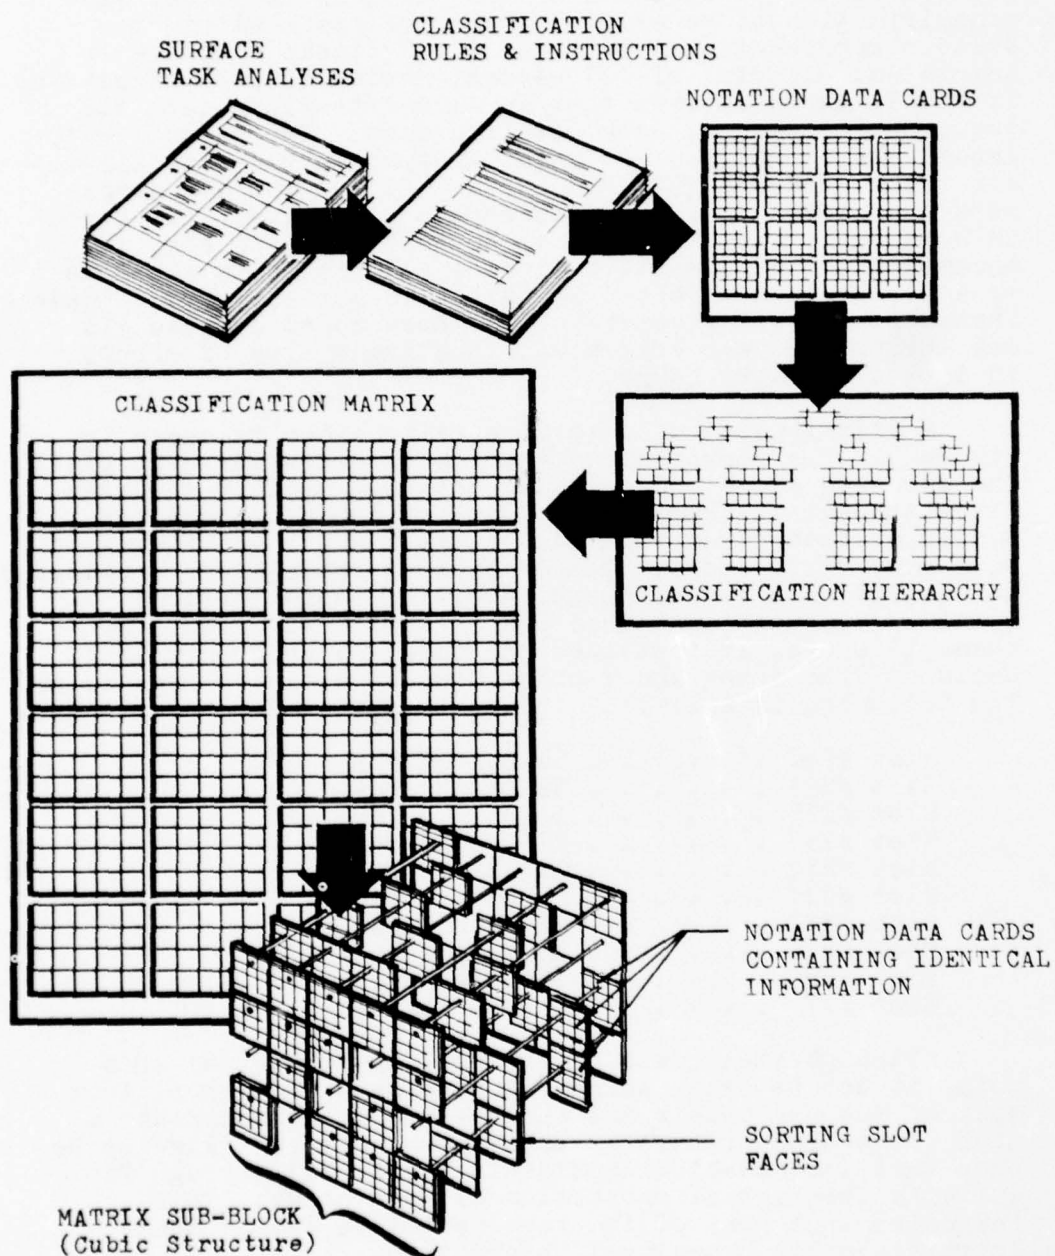 SURFACE
TASK ANALYSES
CLASSIFICATION
RULES & INSTRUCTIONS
NOTATION DATA CARDS
CLASSIFICATION MATRIX
CLASSIFICATION HIERARCHY
NOTATION DATA CARDS
CONTAINING IDENTICAL
INFORMATION
SORTING SLOT
FACES
MATRIX SUB-BLOCK
(Cubic Structure)